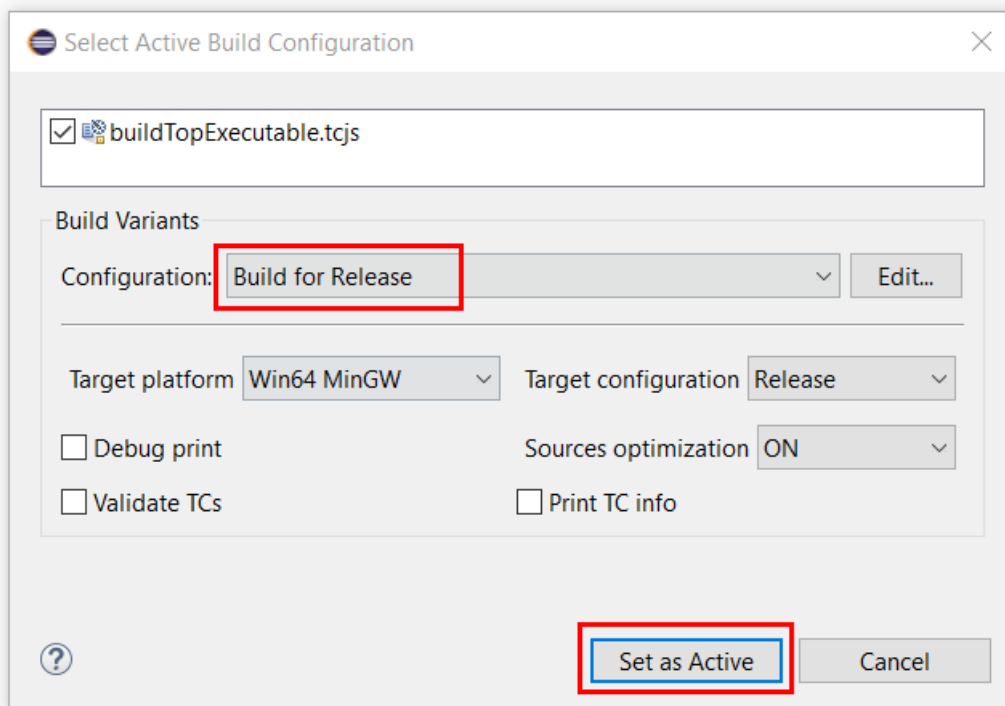 Select Active Build Configuration
buildTopExecutable.tcjs
Build Variants
Configuration: Build for Release Edit...
Target platform Win64 MinGW Target configuration Release
Debug print Sources optimization ON
Validate TCs Print TC info
? Set as Active Cancel